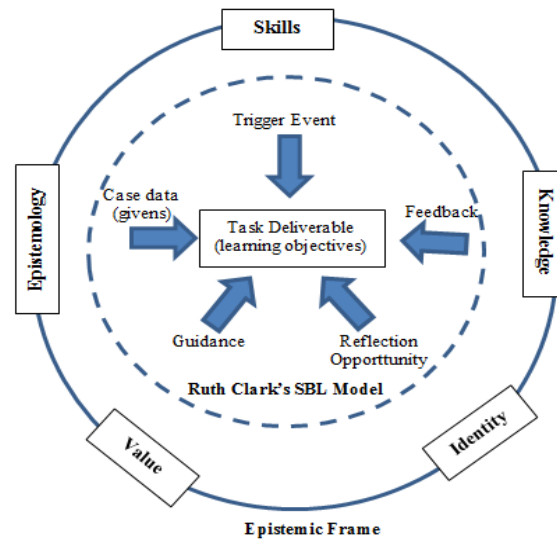 Skills
Trigger Event
Epistemology
Case data
(givens)
Task Deliverable
(learning objectives)
Feedback
Knowledge
Guidance
Reflection
Opporttunity
Ruth Clark's SBL Model
Value
Identity
Epistemic Frame